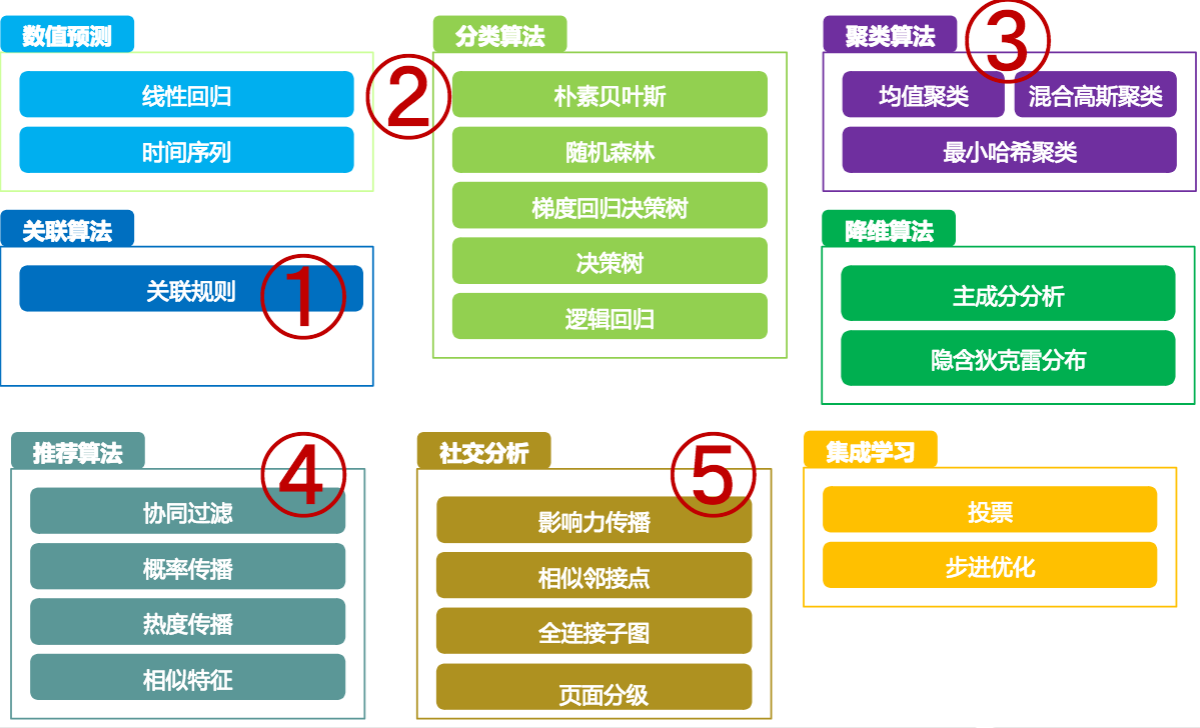 数值预测
线性回归
时间序列
②
分类算法
朴素贝叶斯
随机森林
梯度回归决策树
决策树
逻辑回归
聚类算法
③
均值聚类
混合高斯聚类
最小哈希聚类
关联算法
关联规则
①
降维算法
主成分分析
隐含狄克雷分布
推荐算法
④
协同过滤
概率传播
热度传播
相似特征
社交分析
⑤
影响力传播
相似邻接点
全连接子图
页面分级
集成学习
投票
步进优化